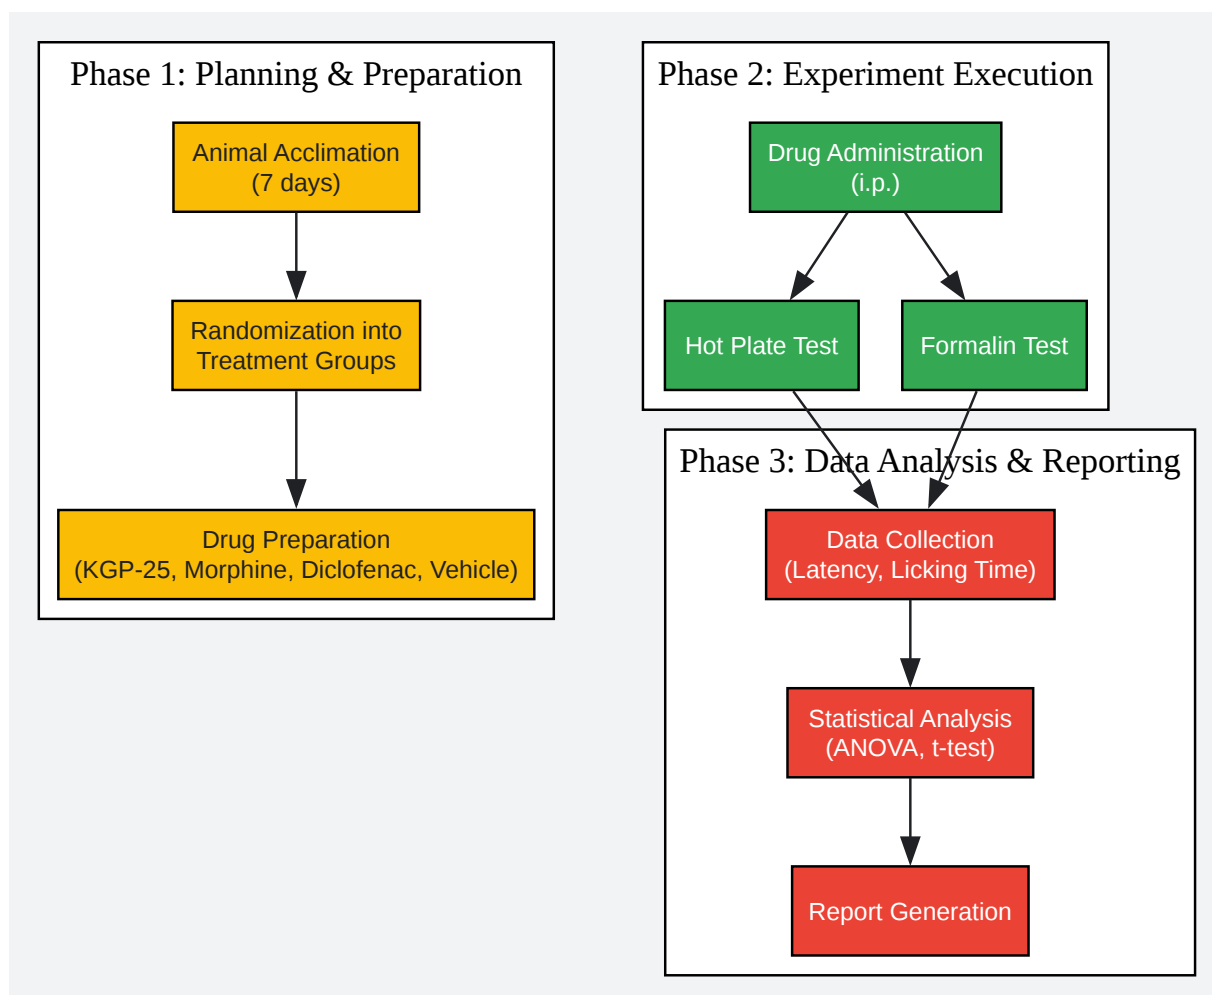 Phase 1: Planning & Preparation
Animal Acclimation
(7 days)
Randomization into
Treatment Groups
Drug Preparation
(KGP-25, Morphine, Diclofenac, Vehicle)
Phase 2: Experiment Execution
Drug Administration
(i.p.)
Hot Plate Test
Formalin Test
Phase 3: Data Analysis & Reporting
Data Collection
(Latency, Licking Time)
Statistical Analysis
(ANOVA, t-test)
Report Generation